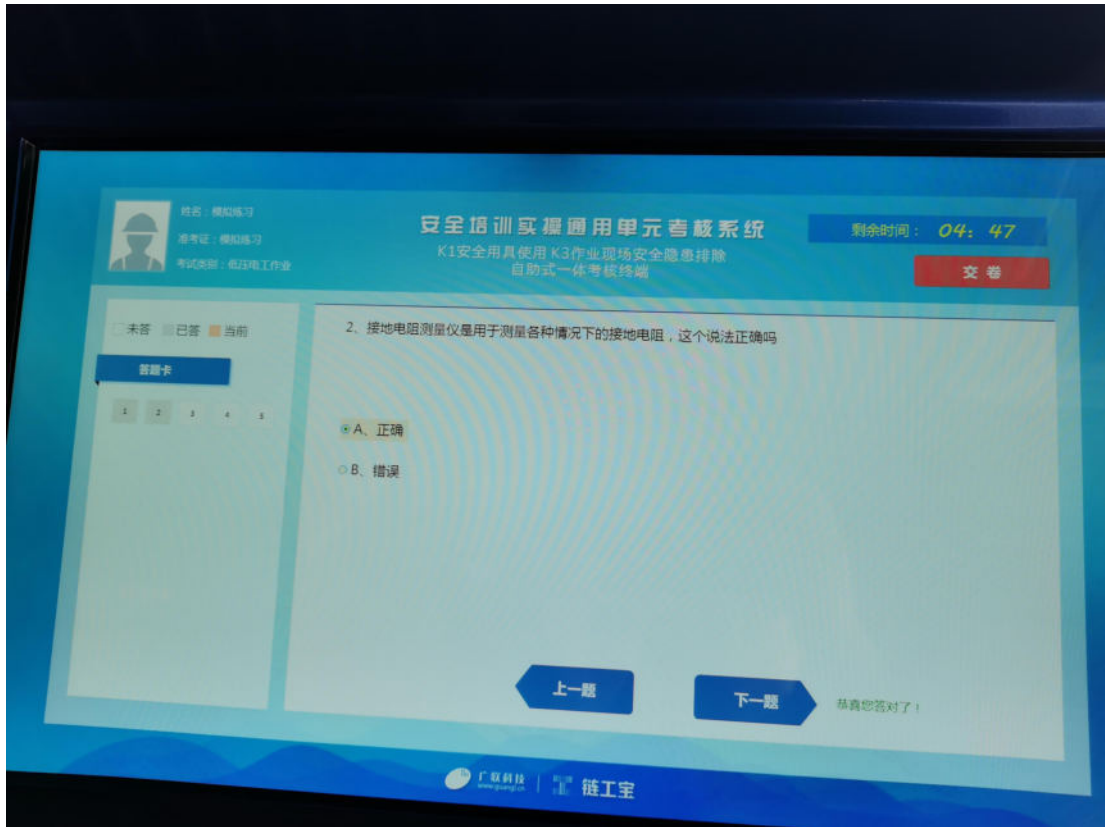 姓名：模拟练习
准考证：模拟练习
考试类别：低压电工作业
安全培训实操通用单元考核系统
K1安全用具使用 K3作业现场安全隐患排除
自助式一体考核终端
剩余时间： 04: 47
交 卷
未答 已答 当前
答题卡
1 2 3 4 5
2、接地电阻测量仪是用于测量各种情况下的接地电阻，这个说法正确吗
A、正确
B、错误
上一题
下一题
恭喜您答对了！
广联科技
链工宝